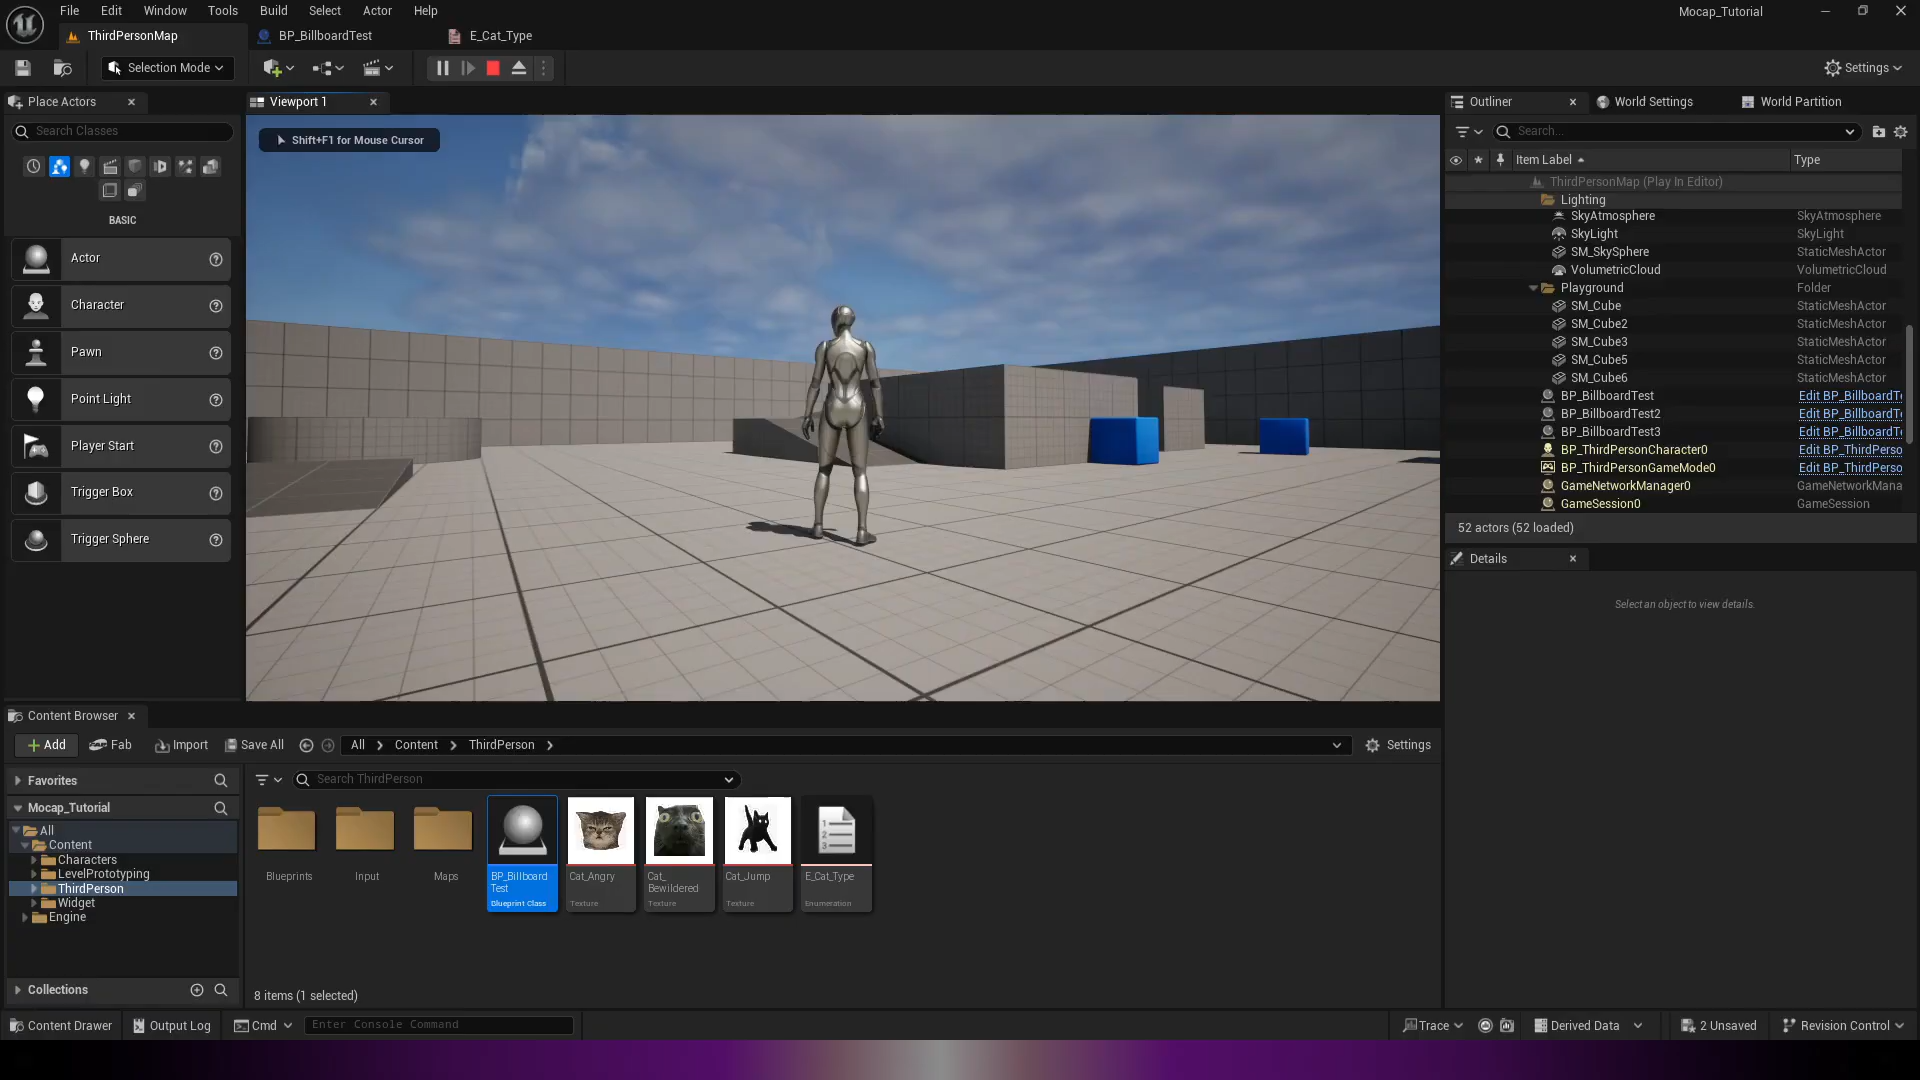 File Edit Window Tools Build Select Actor Help
Mocap_Tutorial
ThirdPersonMap
BP_BillboardTest
E_Cat_Type
Selection Mode
Settings
Place Actors
Search Classes
BASIC
Actor
Character
Pawn
Point Light
Player Start
Trigger Box
Trigger Sphere
Viewport 1
Shift+F1 for Mouse Cursor
Outliner
World Settings
World Partition
Search...
Item Label
Type
ThirdPersonMap (Play In Editor)
Lighting
SkyAtmosphere SkyAtmosphere
SkyLight SkyLight
SM_SkySphere StaticMeshActor
VolumetricCloud VolumetricCloud
Playground Folder
SM_Cube StaticMeshActor
SM_Cube2 StaticMeshActor
SM_Cube3 StaticMeshActor
SM_Cube5 StaticMeshActor
SM_Cube6 StaticMeshActor
BP_BillboardTest Edit BP_BillboardTe
BP_BillboardTest2 Edit BP_BillboardTe
BP_BillboardTest3 Edit BP_BillboardTe
BP_ThirdPersonCharacter0 Edit BP_ThirdPerso
BP_ThirdPersonGameMode0 Edit BP_ThirdPerso
GameNetworkManager0 GameNetworkMana
GameSession0 GameSession
52 actors (52 loaded)
Details
Select an object to view details.
Content Browser
Add
Fab
Import
Save All
All
Content
ThirdPerson
Settings
Favorites
Mocap_Tutorial
All
Content
Characters
LevelPrototyping
ThirdPerson
Widget
Engine
Collections
Search ThirdPerson
Blueprints
Input
Maps
BP_Billboard
Test
Blueprint Class
Cat_Angry
Texture
Cat_
Bewildered
Texture
Cat_Jump
Texture
E_Cat_Type
Enumeration
8 items (1 selected)
Content Drawer
Output Log
Cmd
Enter Console Command
Trace
Derived Data
2 Unsaved
Revision Control